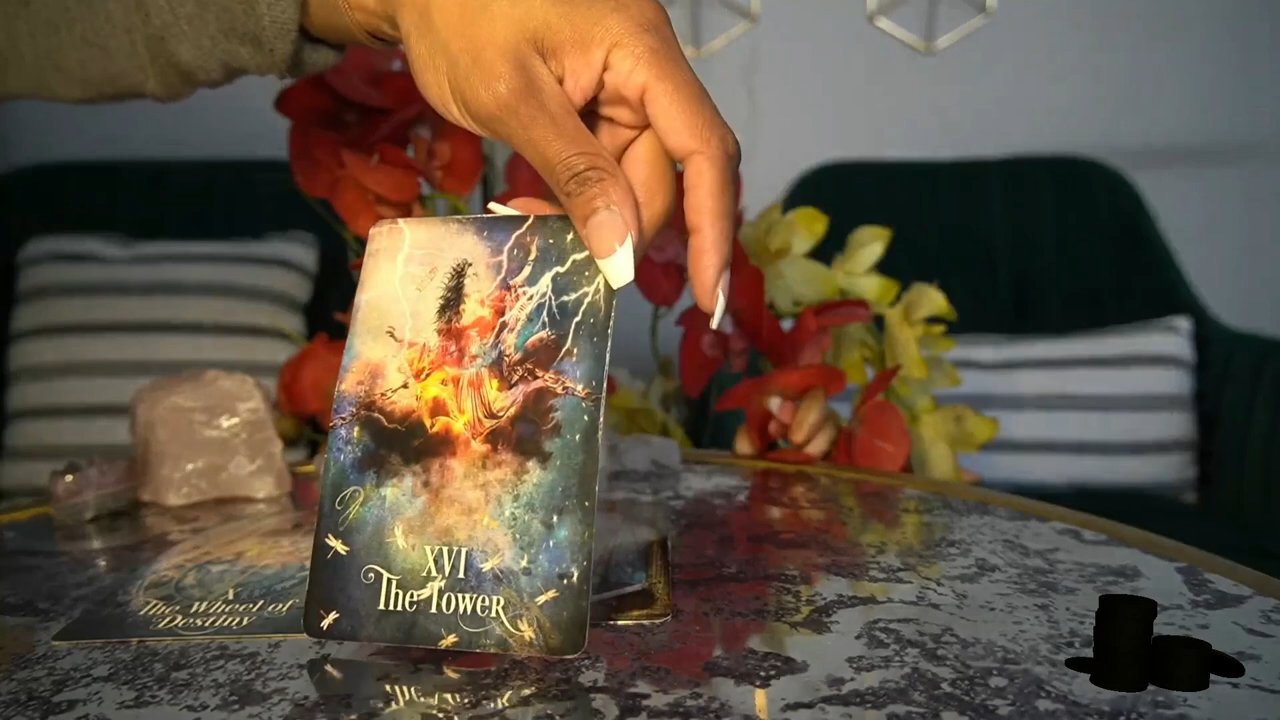 XVI
The Tower
X
The Wheel of
Destiny